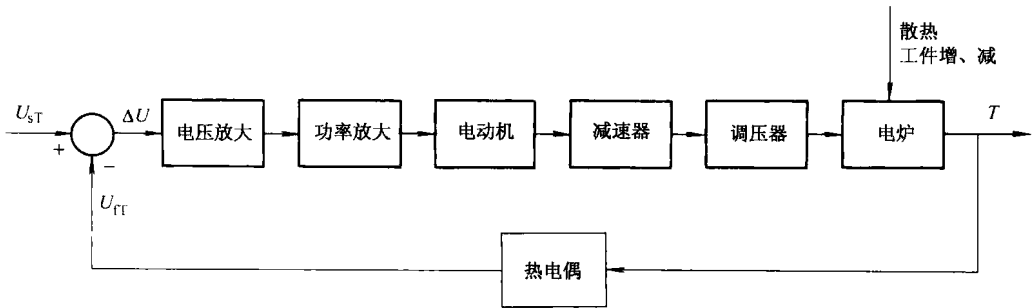 散热
工件增、减
U_sT
+
−
ΔU
电压放大
功率放大
电动机
减速器
调压器
电炉
T
U_fT
热电偶